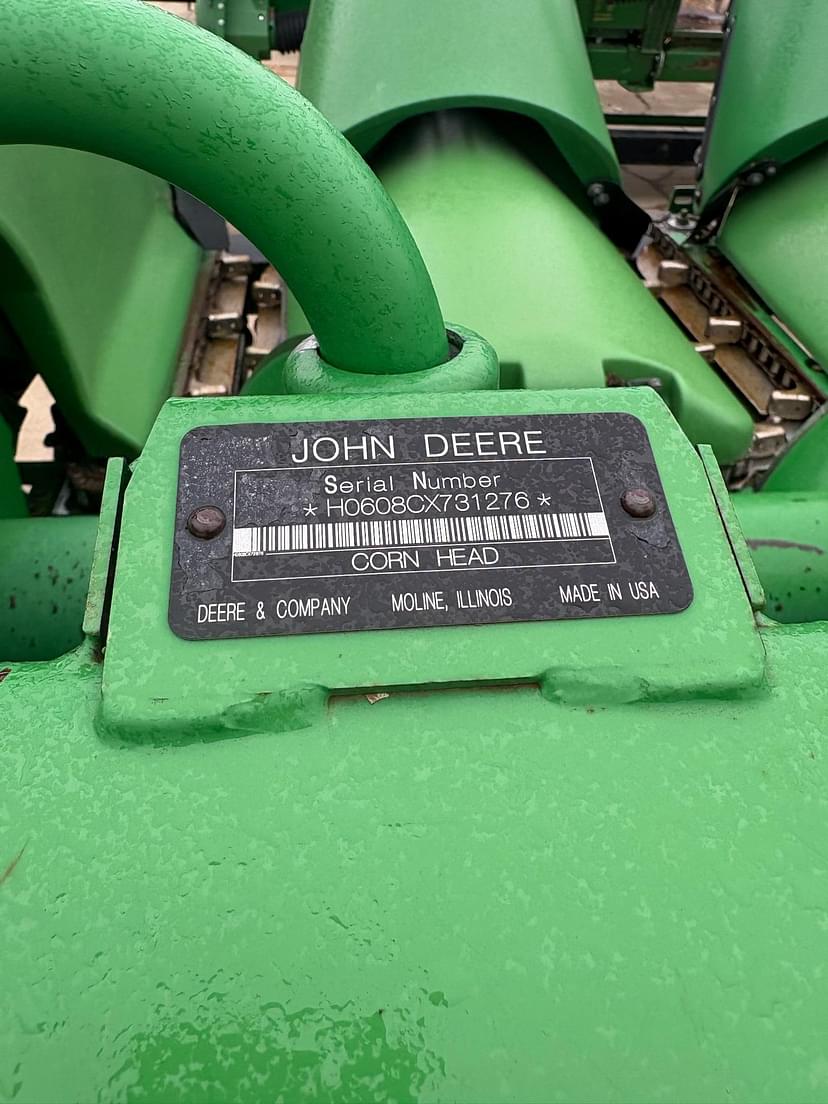 JOHN DEERE
Serial Number
* H0608CX731276 *
CORN HEAD
DEERE & COMPANY MOLINE, ILLINOIS MADE IN USA